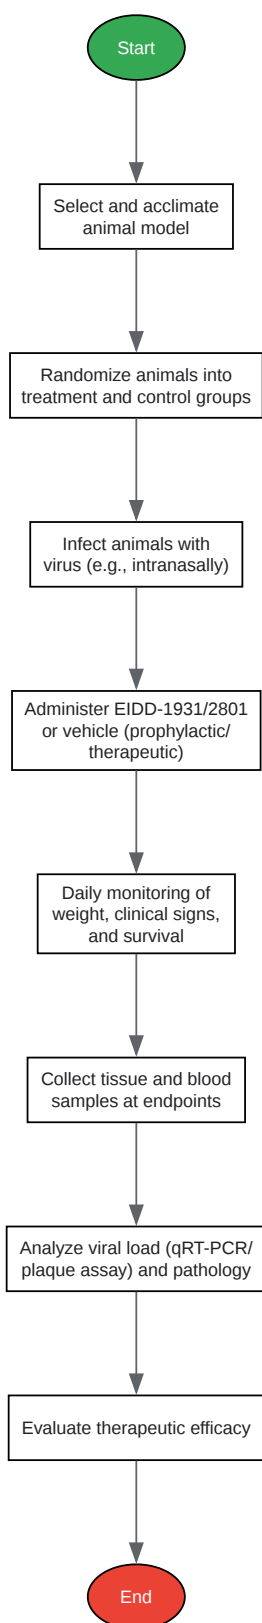 Start
Select and acclimate
animal model
Randomize animals into
treatment and control groups
Infect animals with
virus (e.g., intranasally)
Administer EIDD-1931/2801
or vehicle (prophylactic/
therapeutic)
Daily monitoring of
weight, clinical signs,
and survival
Collect tissue and blood
samples at endpoints
Analyze viral load (qRT-PCR/
plaque assay) and pathology
Evaluate therapeutic efficacy
End